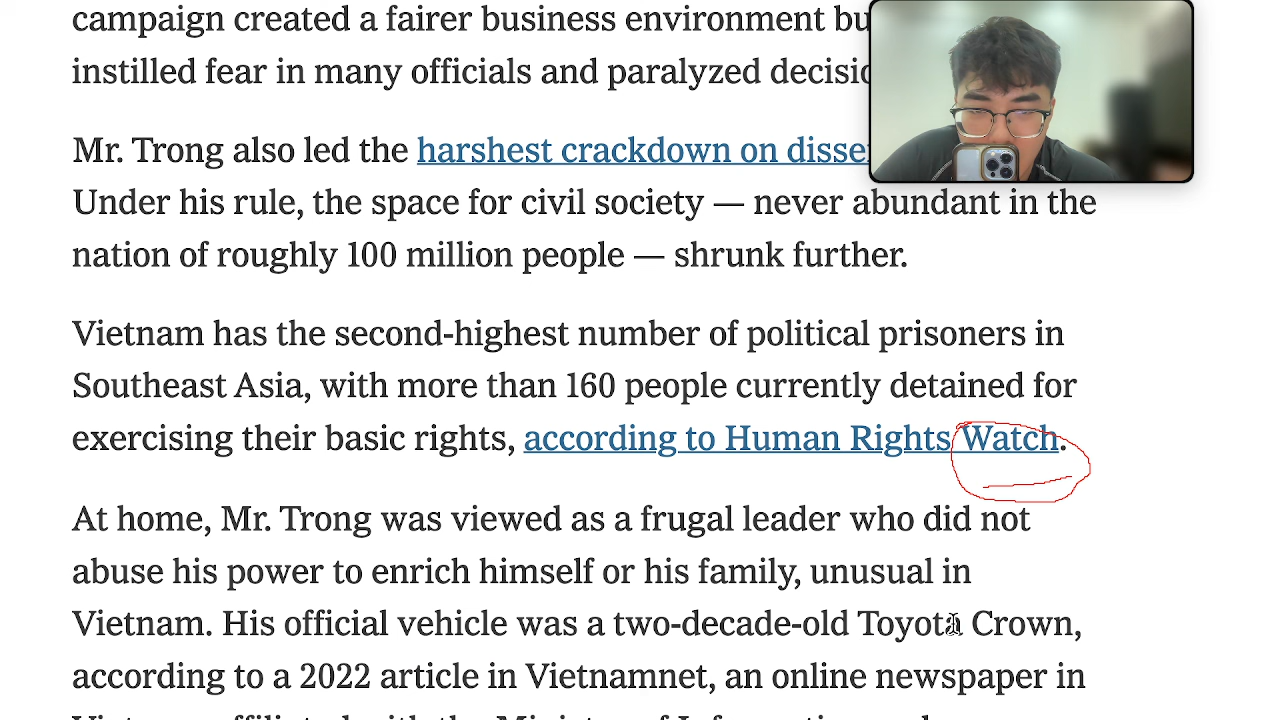 campaign created a fairer business environment
instilled fear in many officials and paralyzed
Mr. Trong also led the harshest crackdown on
Under his rule, the space for civil society — never abundant in the
nation of roughly 100 million people — shrunk further.
Vietnam has the second-highest number of political prisoners in
Southeast Asia, with more than 160 people currently detained for
exercising their basic rights, according to Human Rights Watch.
At home, Mr. Trong was viewed as a frugal leader who did not
abuse his power to enrich himself or his family, unusual in
Vietnam. His official vehicle was a two-decade-old Toyota Crown,
according to a 2022 article in Vietnamnet, an online newspaper in